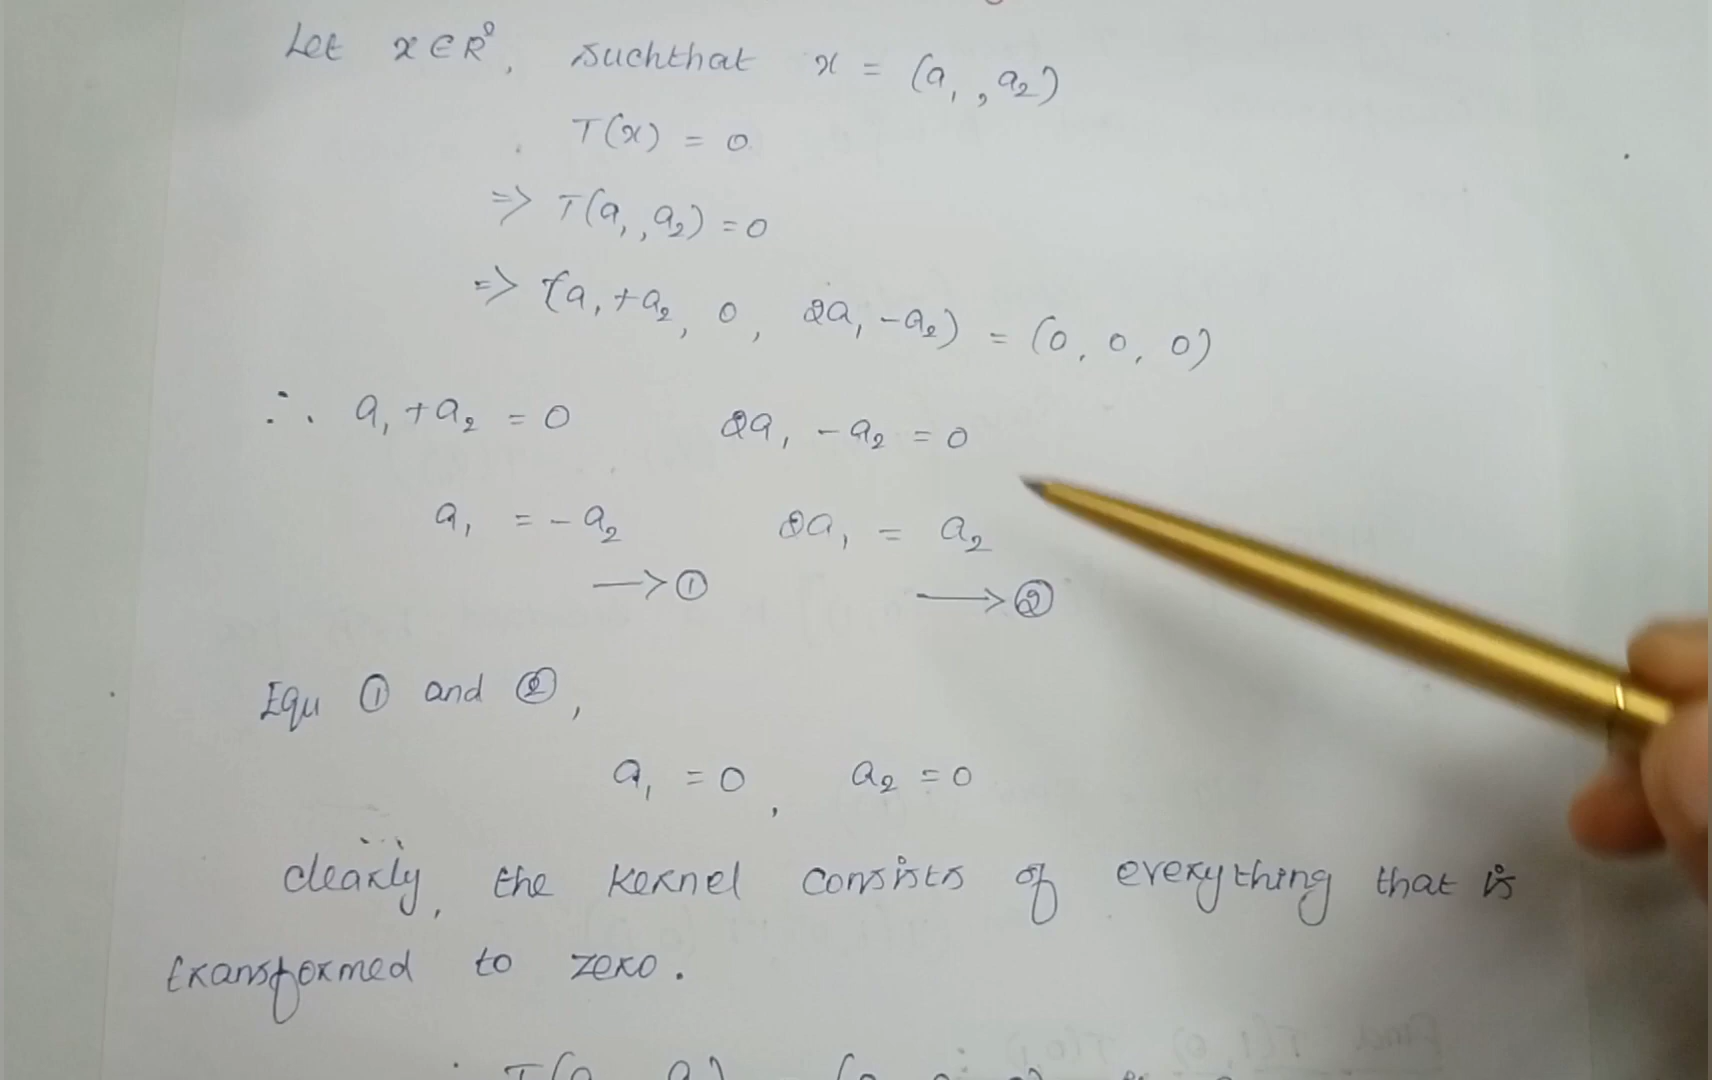 Let x ∈ R², suchthat x = (a₁, a₂)
T(x) = 0
=> T(a₁, a₂) = 0
=> (a₁+a₂, 0, 2a₁-a₂) = (0, 0, 0)
∴ a₁+a₂ = 0 2a₁-a₂ = 0
a₁ = -a₂ 2a₁ = a₂
→① →②
Equ ① and ②,
a₁ = 0, a₂ = 0
clearly, the kernel consists of everything that is
transformed to zero.